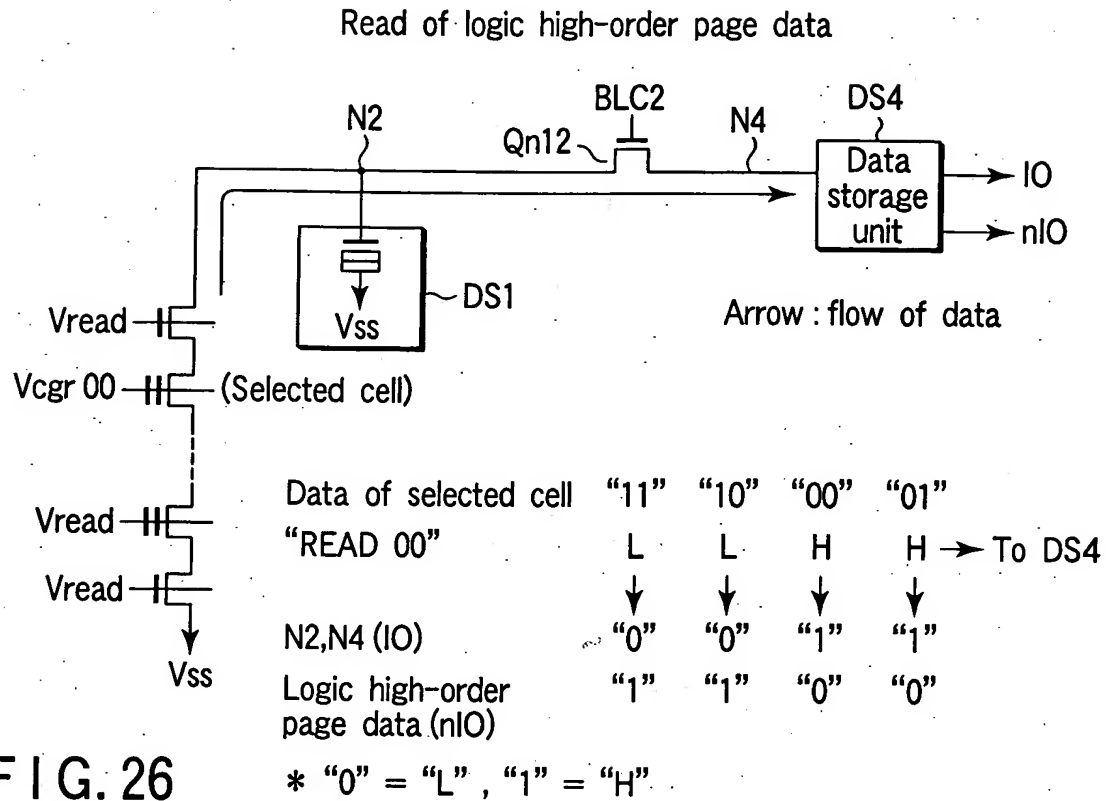 Read of logic high-order page data
BLC2
DS4
N2
Qn12
N4
Data
storage
unit
IO
nIO
DS1
Vss
Arrow : flow of data
Vread
Vcgr 00
(Selected cell)
Vread
Vread
Vss
Data of selected cell “11” “10” “00” “01”
“READ 00” L L H H To DS4
N2,N4 (IO) “0” “0” “1” “1”
Logic high-order “1” “1” “0” “0”
page data (nIO)
FIG. 26
* “0” = “L” , “1” = “H”